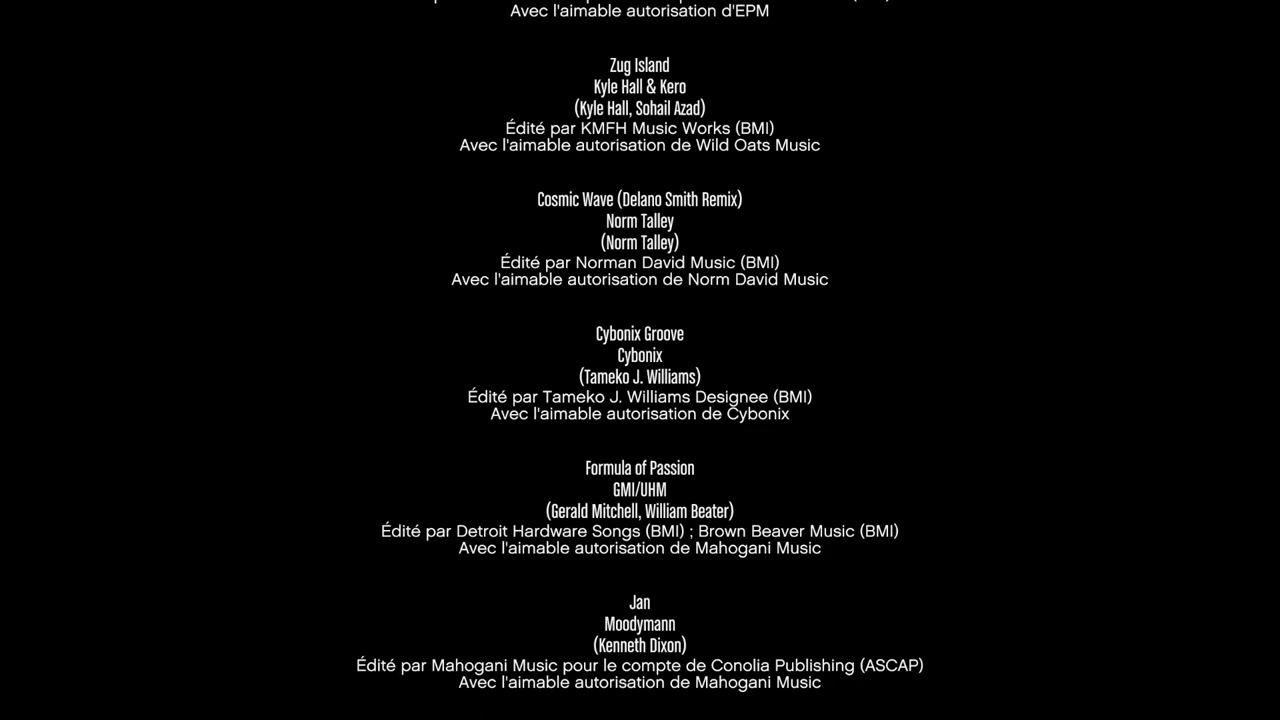 Avec l'aimable autorisation d'EPM
Zug Island
Kyle Hall & Kero
(Kyle Hall, Sohail Azad)
Édité par KMFH Music Works (BMI)
Avec l'aimable autorisation de Wild Oats Music
Cosmic Wave (Delano Smith Remix)
Norm Talley
(Norm Talley)
Édité par Norman David Music (BMI)
Avec l'aimable autorisation de Norm David Music
Cybonix Groove
Cybonix
(Tameko J. Williams)
Édité par Tameko J. Williams Designee (BMI)
Avec l'aimable autorisation de Cybonix
Formula of Passion
GMI/UHM
(Gerald Mitchell, William Beater)
Édité par Detroit Hardware Songs (BMI) ; Brown Beaver Music (BMI)
Avec l'aimable autorisation de Mahogani Music
Jan
Moodymann
(Kenneth Dixon)
Édité par Mahogani Music pour le compte de Conolia Publishing (ASCAP)
Avec l'aimable autorisation de Mahogani Music